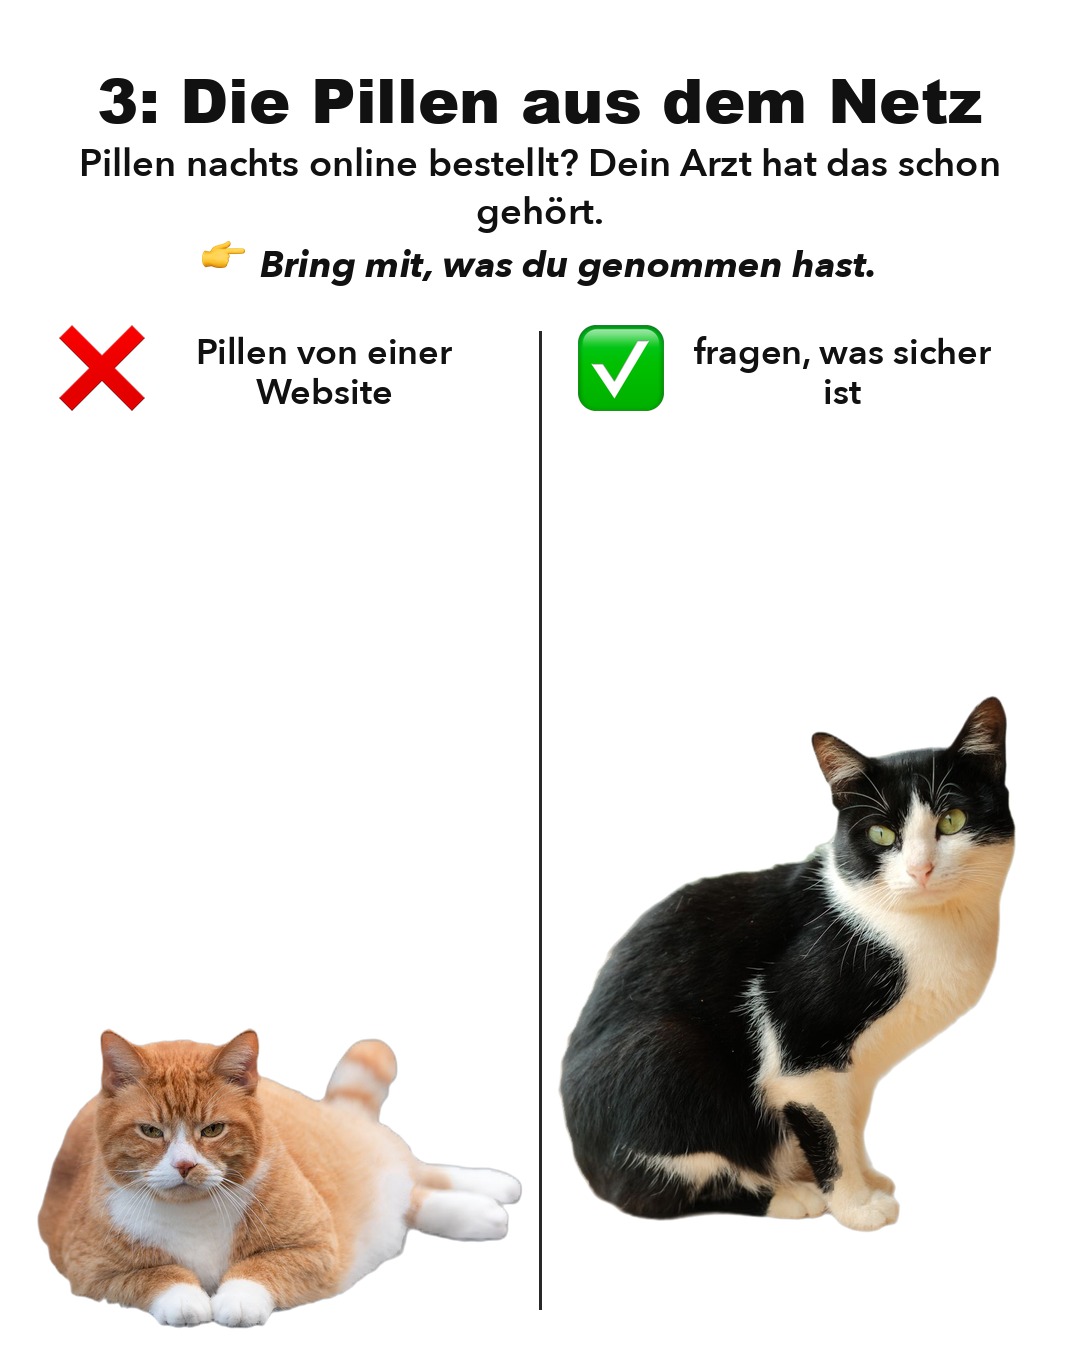 3: Die Pillen aus dem Netz
Pillen nachts online bestellt? Dein Arzt hat das schon
gehört.
👉 Bring mit, was du genommen hast.
❌ Pillen von einer
Website
✅ fragen, was sicher
ist